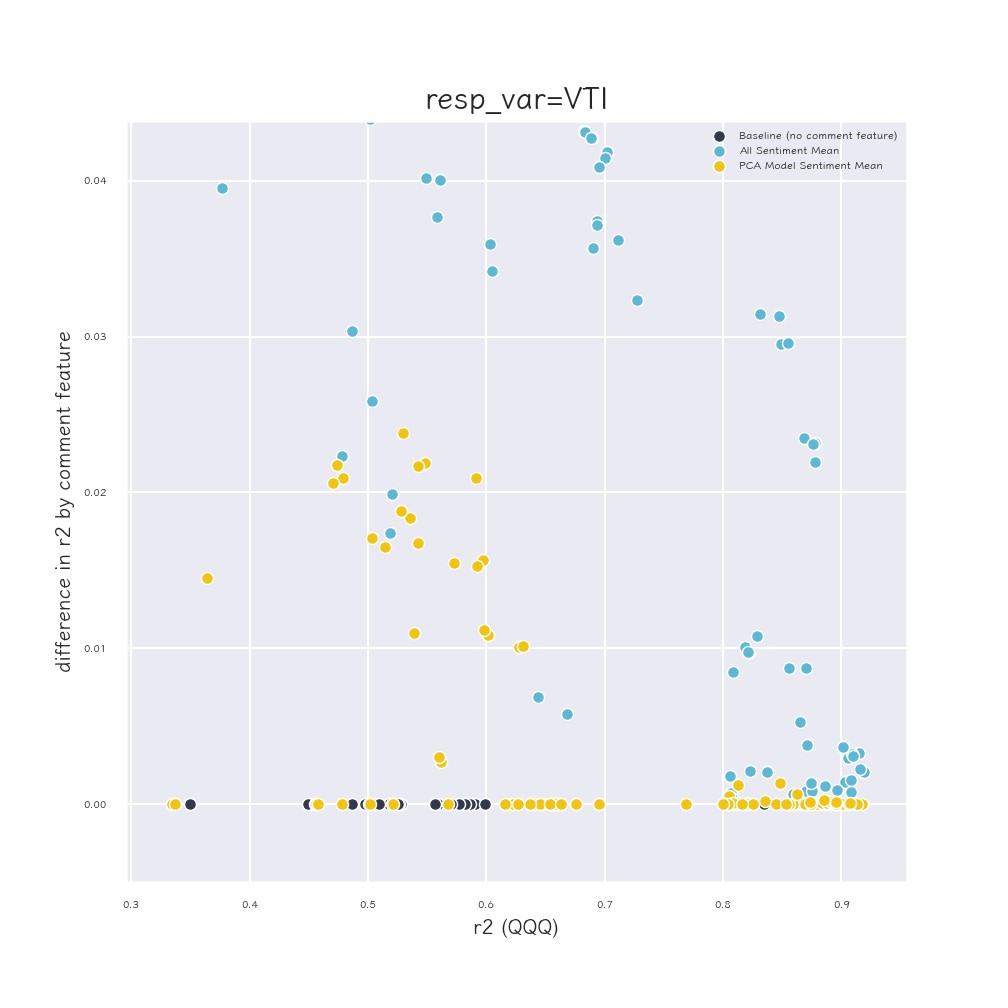 resp_var=VTI
Baseline (no comment feature)
All Sentiment Mean
PCA Model Sentiment Mean
difference in r2 by comment feature
0.04
0.03
0.02
0.01
0.00
0.3 0.4 0.5 0.6 0.7 0.8 0.9
r2 (QQQ)